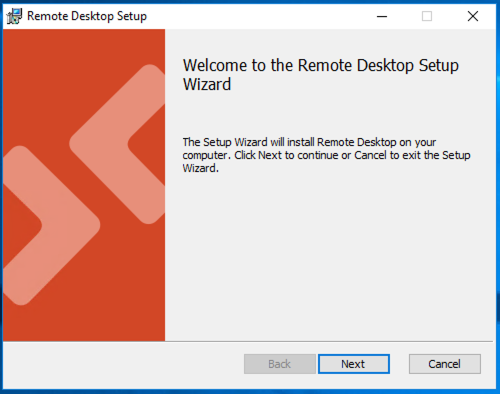 Remote Desktop Setup
Welcome to the Remote Desktop Setup
Wizard
The Setup Wizard will install Remote Desktop on your
computer. Click Next to continue or Cancel to exit the Setup
Wizard.
Back
Next
Cancel